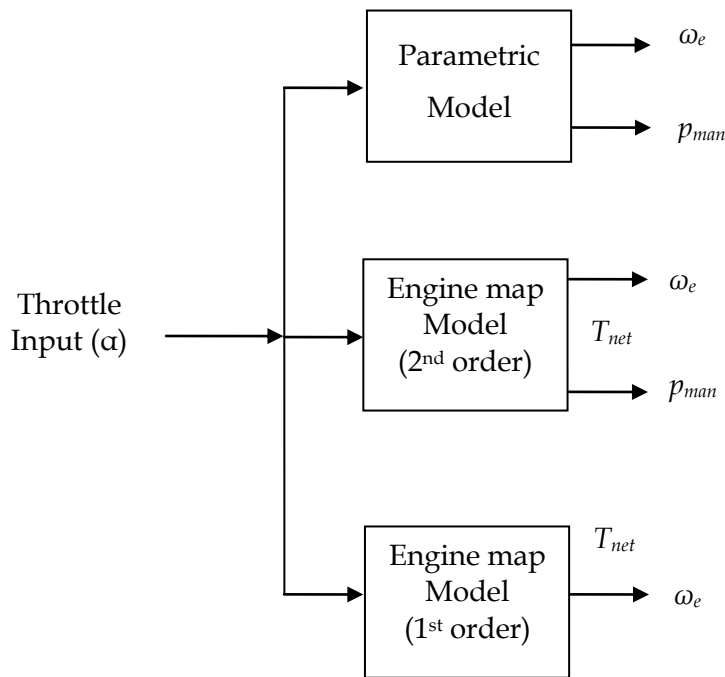 Parametric
Model
ωₑ
pₘₐₙ
Throttle
Input (α)
Engine map
Model
(2nd order)
ωₑ
Tₙₑₜ
pₘₐₙ
Engine map
Model
(1st order)
Tₙₑₜ
ωₑ